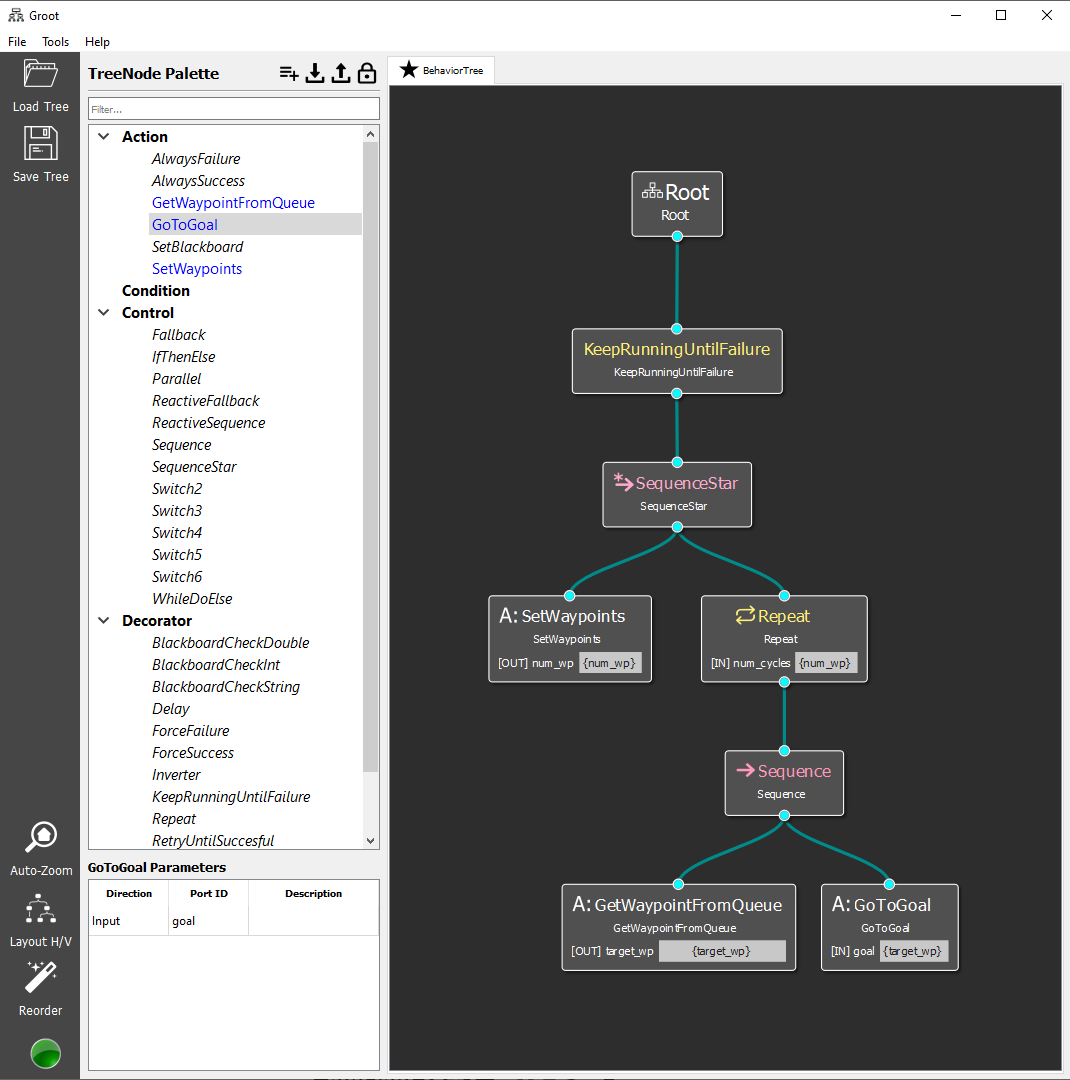 Groot
File Tools Help
Load Tree
Save Tree
Auto-Zoom
Layout H/V
Reorder
TreeNode Palette
Filter...
Action
AlwaysFailure
AlwaysSuccess
GetWaypointFromQueue
GoToGoal
SetBlackboard
SetWaypoints
Condition
Control
Fallback
IfThenElse
Parallel
ReactiveFallback
ReactiveSequence
Sequence
SequenceStar
Switch2
Switch3
Switch4
Switch5
Switch6
WhileDoElse
Decorator
BlackboardCheckDouble
BlackboardCheckInt
BlackboardCheckString
Delay
ForceFailure
ForceSuccess
Inverter
KeepRunningUntilFailure
Repeat
RetryUntilSuccesful
GoToGoal Parameters
Direction Port ID Description
Input goal
BehaviorTree
Root
Root
KeepRunningUntilFailure
KeepRunningUntilFailure
SequenceStar
SequenceStar
A: SetWaypoints
SetWaypoints
[OUT] num_wp {num_wp}
Repeat
Repeat
[IN] num_cycles {num_wp}
Sequence
Sequence
A: GetWaypointFromQueue
GetWaypointFromQueue
[OUT] target_wp {target_wp}
A: GoToGoal
GoToGoal
[IN] goal {target_wp}